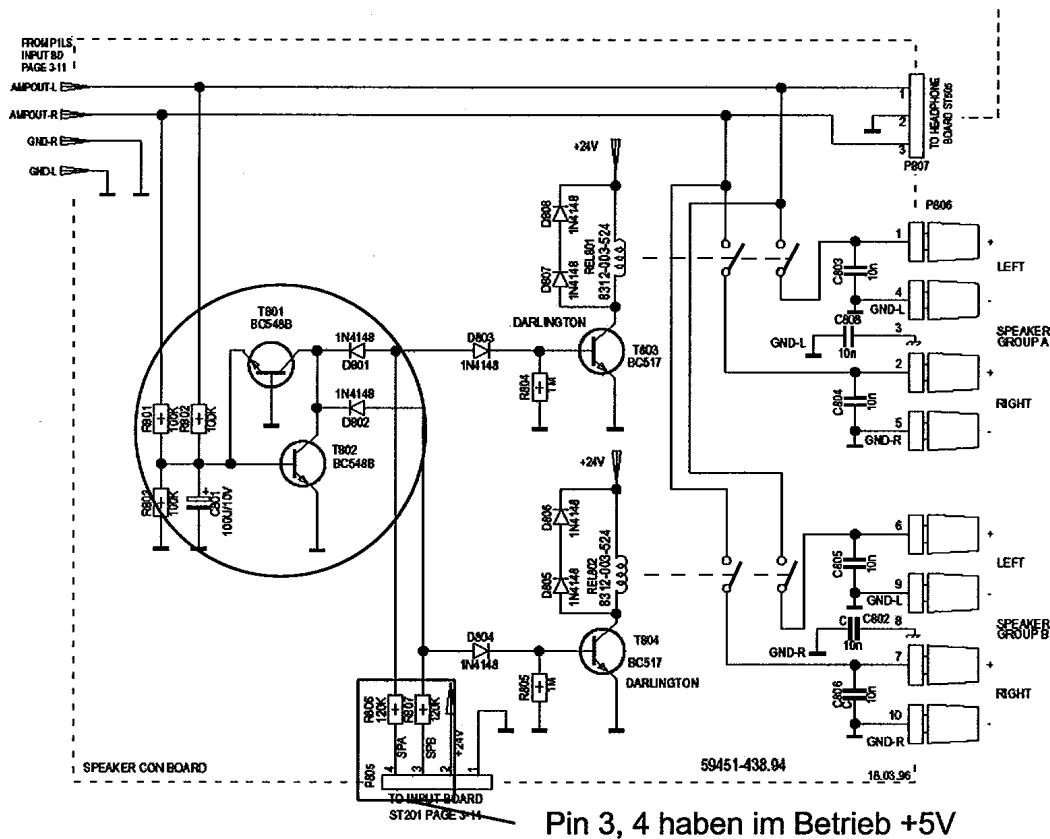 FROM P1LS
INPUT BD
PAGE 3-11
AMPOUT-L
AMPOUT-R
GND-R
GND-L
1
2
3
TO HEADPHONE
BOARD ST505
P807
P806
+24V
D808
1N4148
D807
1N4148
REL801
8312-003-524
DARLINGTON
T803
BC517
T801
BC548B
1N4148
D801
D802
T802
BC548B
D803
1N4148
R804
1M
R801
100K
R802
100K
R803
100K
C801
100U/10V
+
1
+
LEFT
C803
10n
4
-
GND-L
C808
10n
GND-L
3
SPEAKER
GROUP A
2
+
RIGHT
C804
10n
5
-
GND-R
+24V
D806
1N4148
D805
1N4148
REL802
8312-003-524
T804
BC517
DARLINGTON
D804
1N4148
R805
1M
6
+
LEFT
C805
10n
9
-
GND-L
C
C802
10n
GND-R
8
SPEAKER
GROUP B
7
+
RIGHT
C806
C
10n
10
-
GND-R
R806
120K
R807
120K
SPA
SPB
+24V
4
3
2
1
SPEAKER CON BOARD
TO INPUT BOARD
ST201 PAGE 3-11
59451-438.94
18.03.96
Pin 3, 4 haben im Betrieb +5V